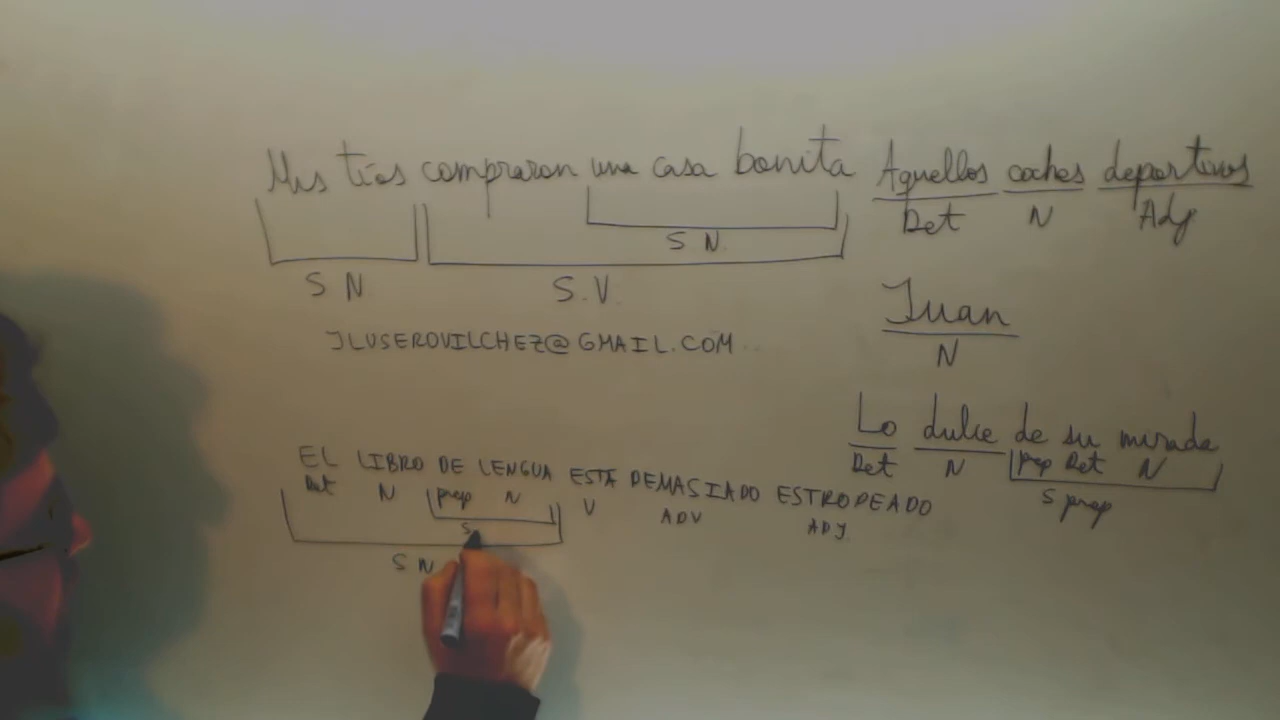 Mis tíos compraron una casa bonita
S N.
S N
S.V.
JLUSEROVILCHEZ@GMAIL.COM
Aquellos coches deportivos
Det N Adj
Juan
N
Lo dulce de su mirada
Det N Prep Det N
S prep
EL LIBRO DE LENGUA ESTÁ DEMASIADO ESTROPEADO
Det N prep N V ADV ADJ
S
S N